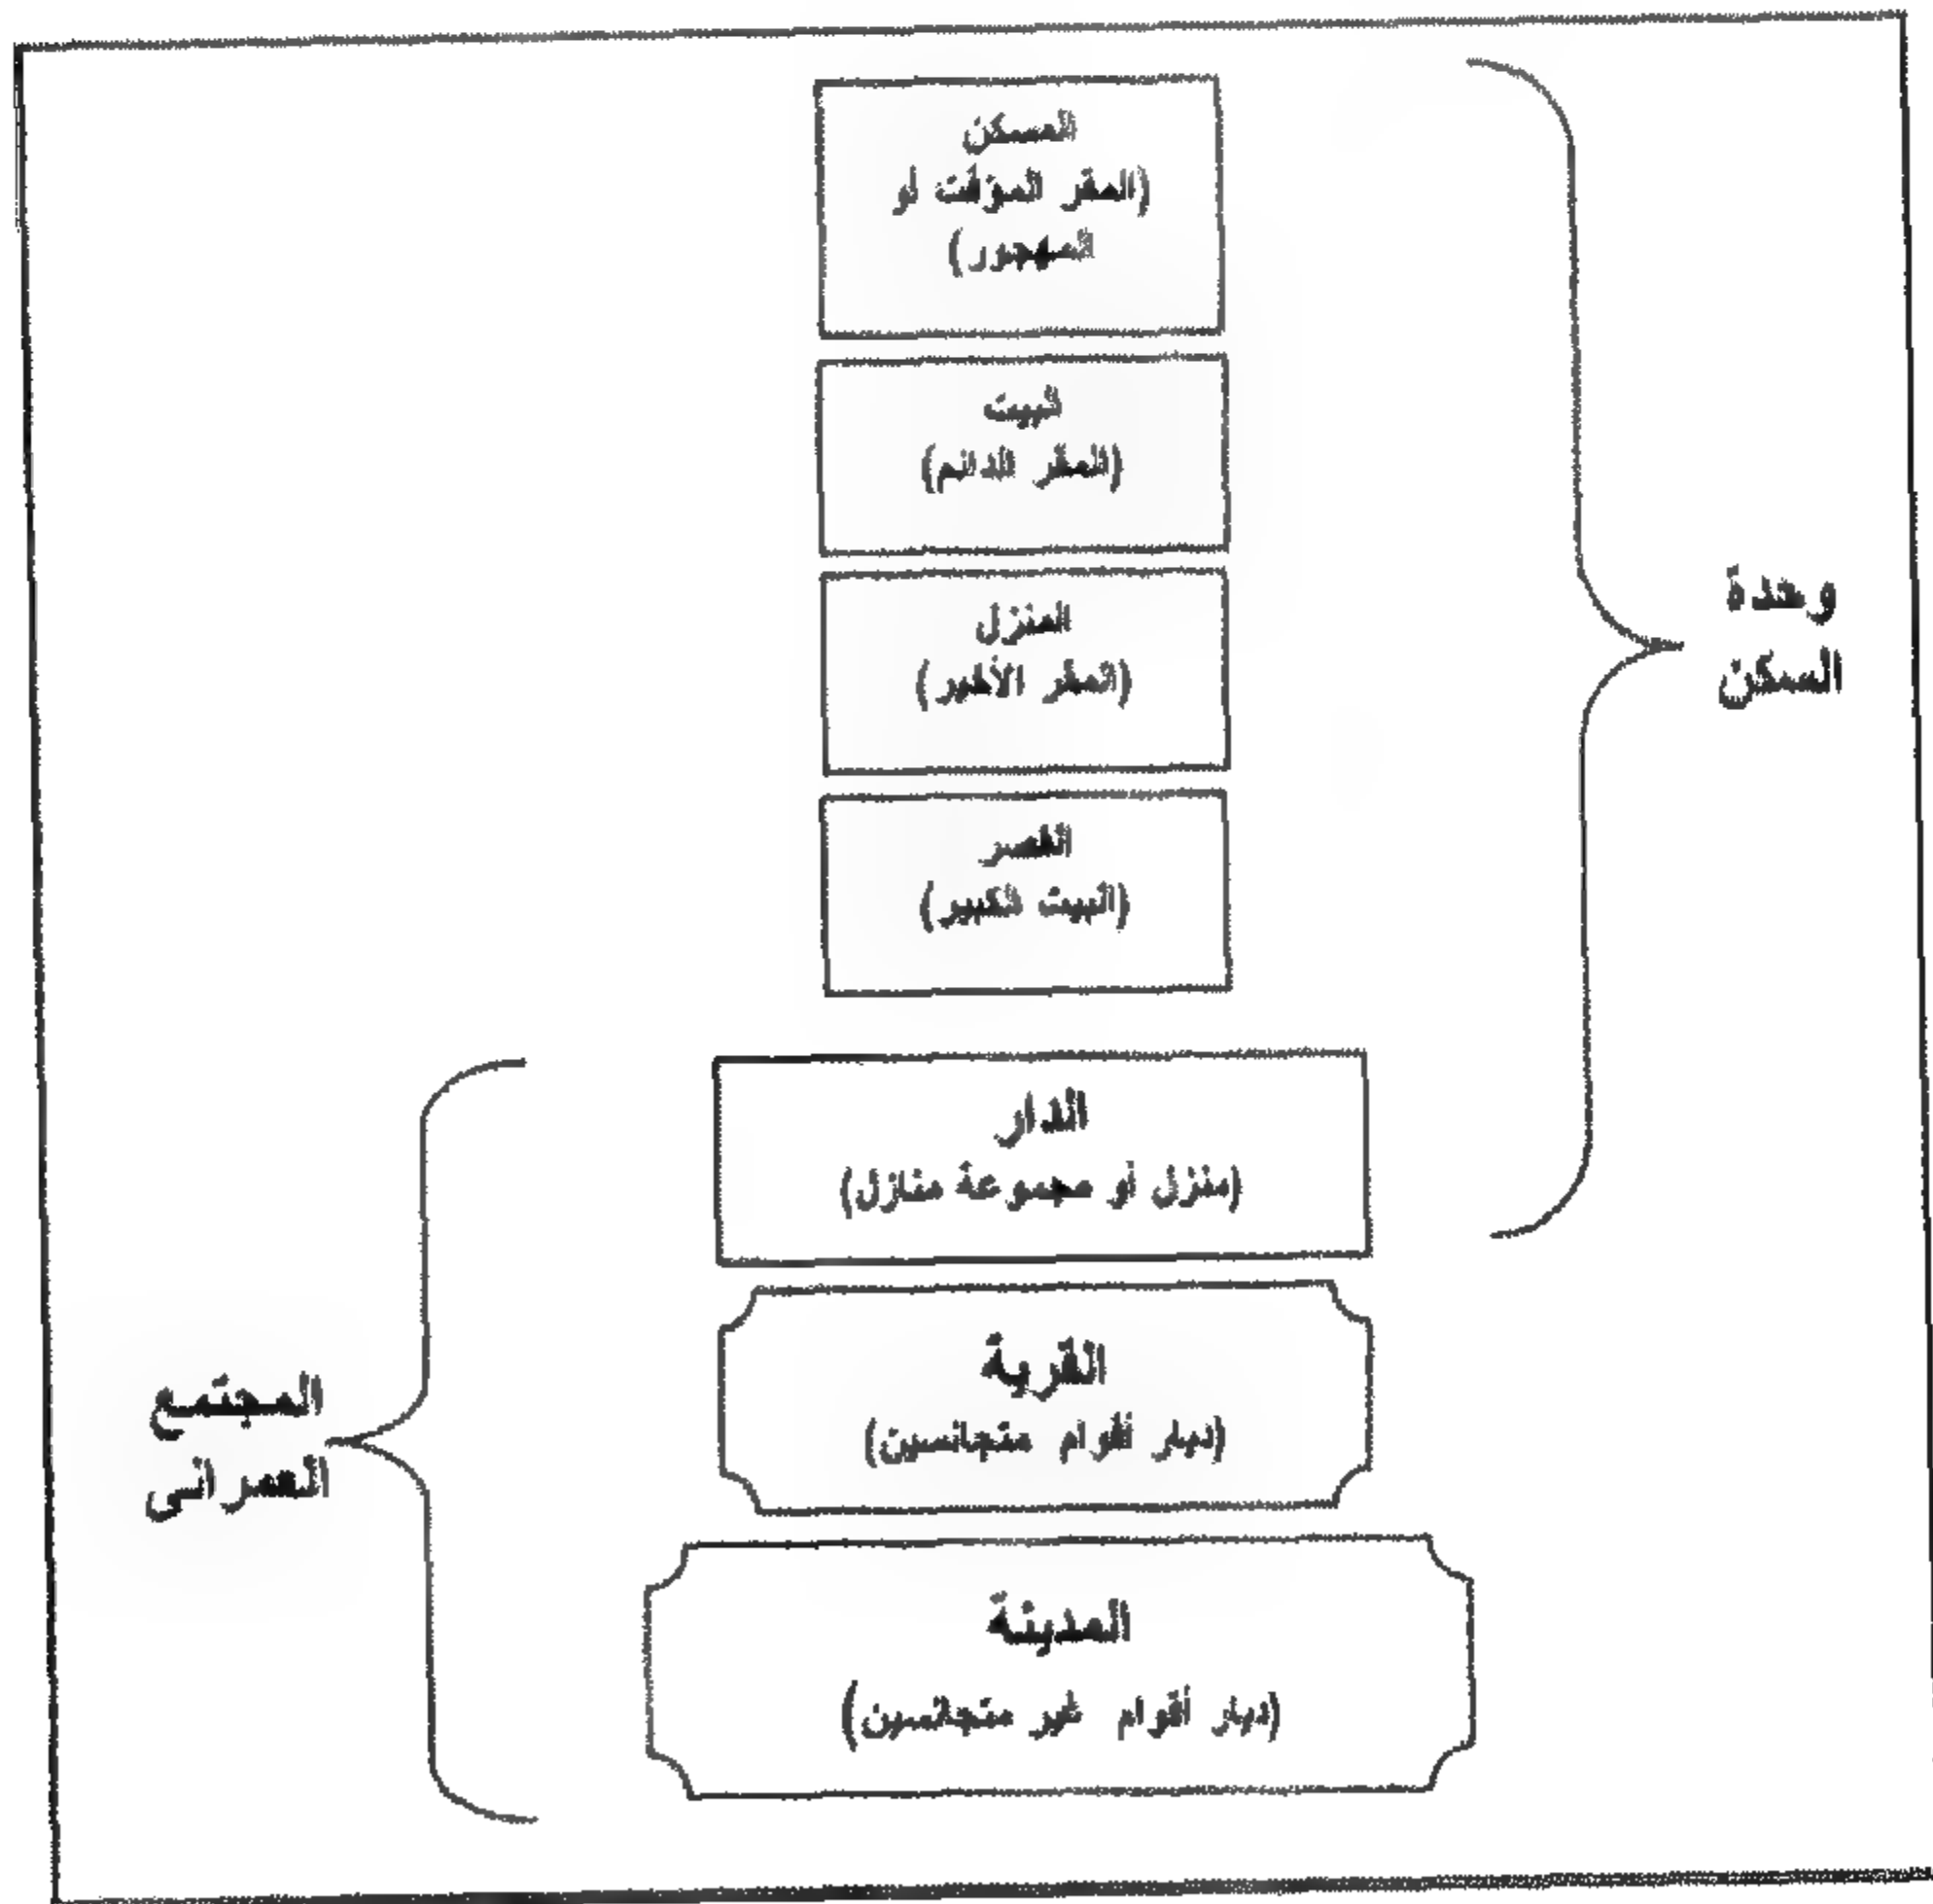 المسكن
(المقر المؤقت أو
المهجور)
البيت
(المقر الدائم)
المنزل
(المقر الأخير)
القصر
(البيت الكبير)
وحدة
السكن
الدار
(منزل أو مجموعة منازل)
القرية
(ديار أقوام متجانسين)
المدينة
(ديار أقوام غير متجانسين)
المجتمع
العمرانى